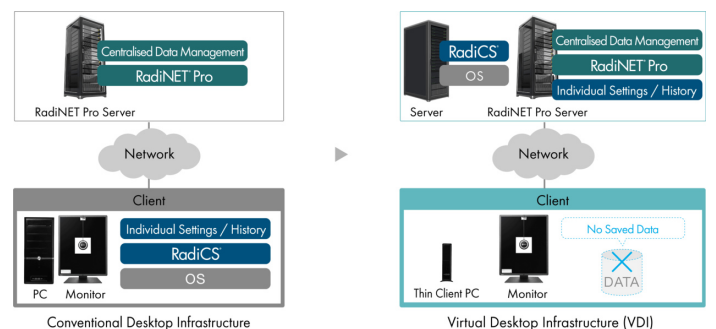 Centralised Data Management
RadiNET® Pro
RadiNET Pro Server
Network
Client
Individual Settings / History
RadiCS®
OS
PC
Monitor
Conventional Desktop Infrastructure
RadiCS®
OS
Server
Centralised Data Management
RadiNET® Pro
Individual Settings / History
RadiNET Pro Server
Network
Client
No Saved Data
DATA
Thin Client PC
Monitor
Virtual Desktop Infrastructure (VDI)